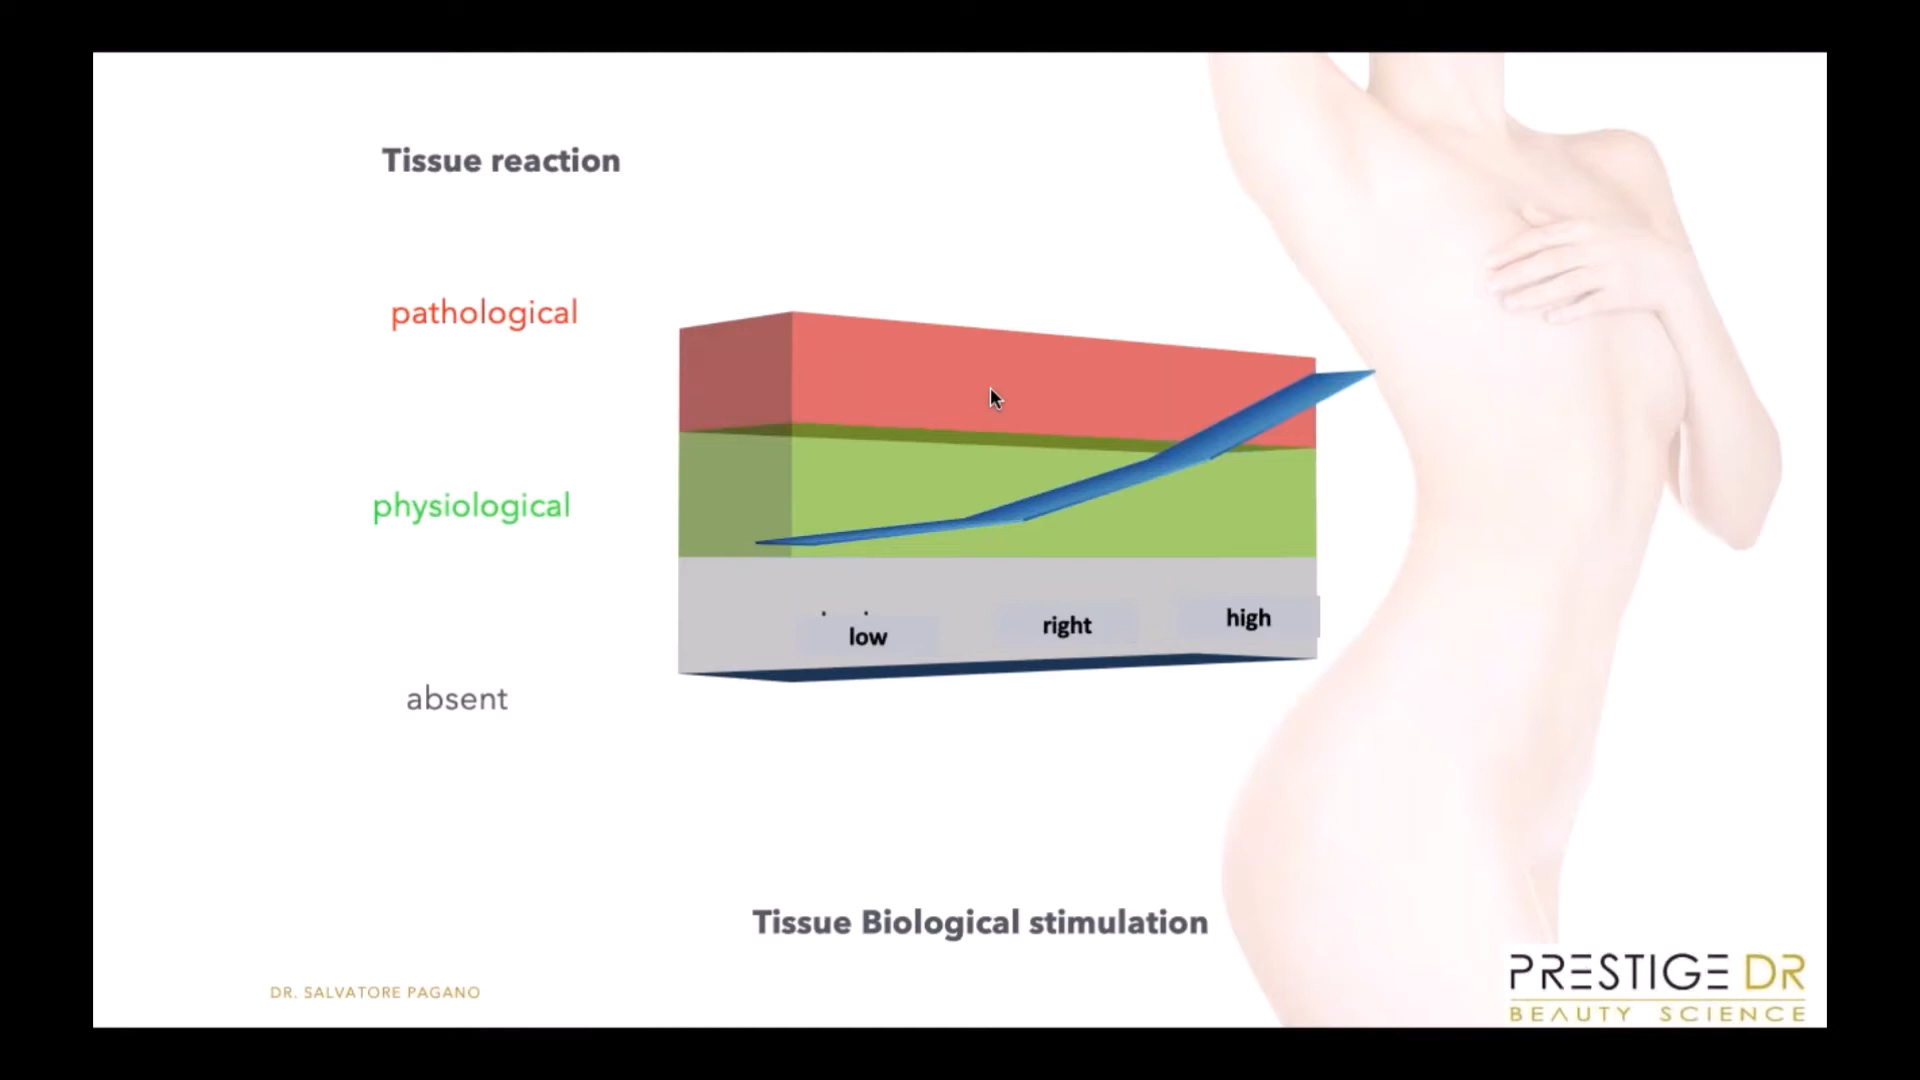 Tissue reaction
pathological
physiological
absent
low
right
high
Tissue Biological stimulation
DR. SALVATORE PAGANO
PRESTIGE DR
BEAUTY SCIENCE